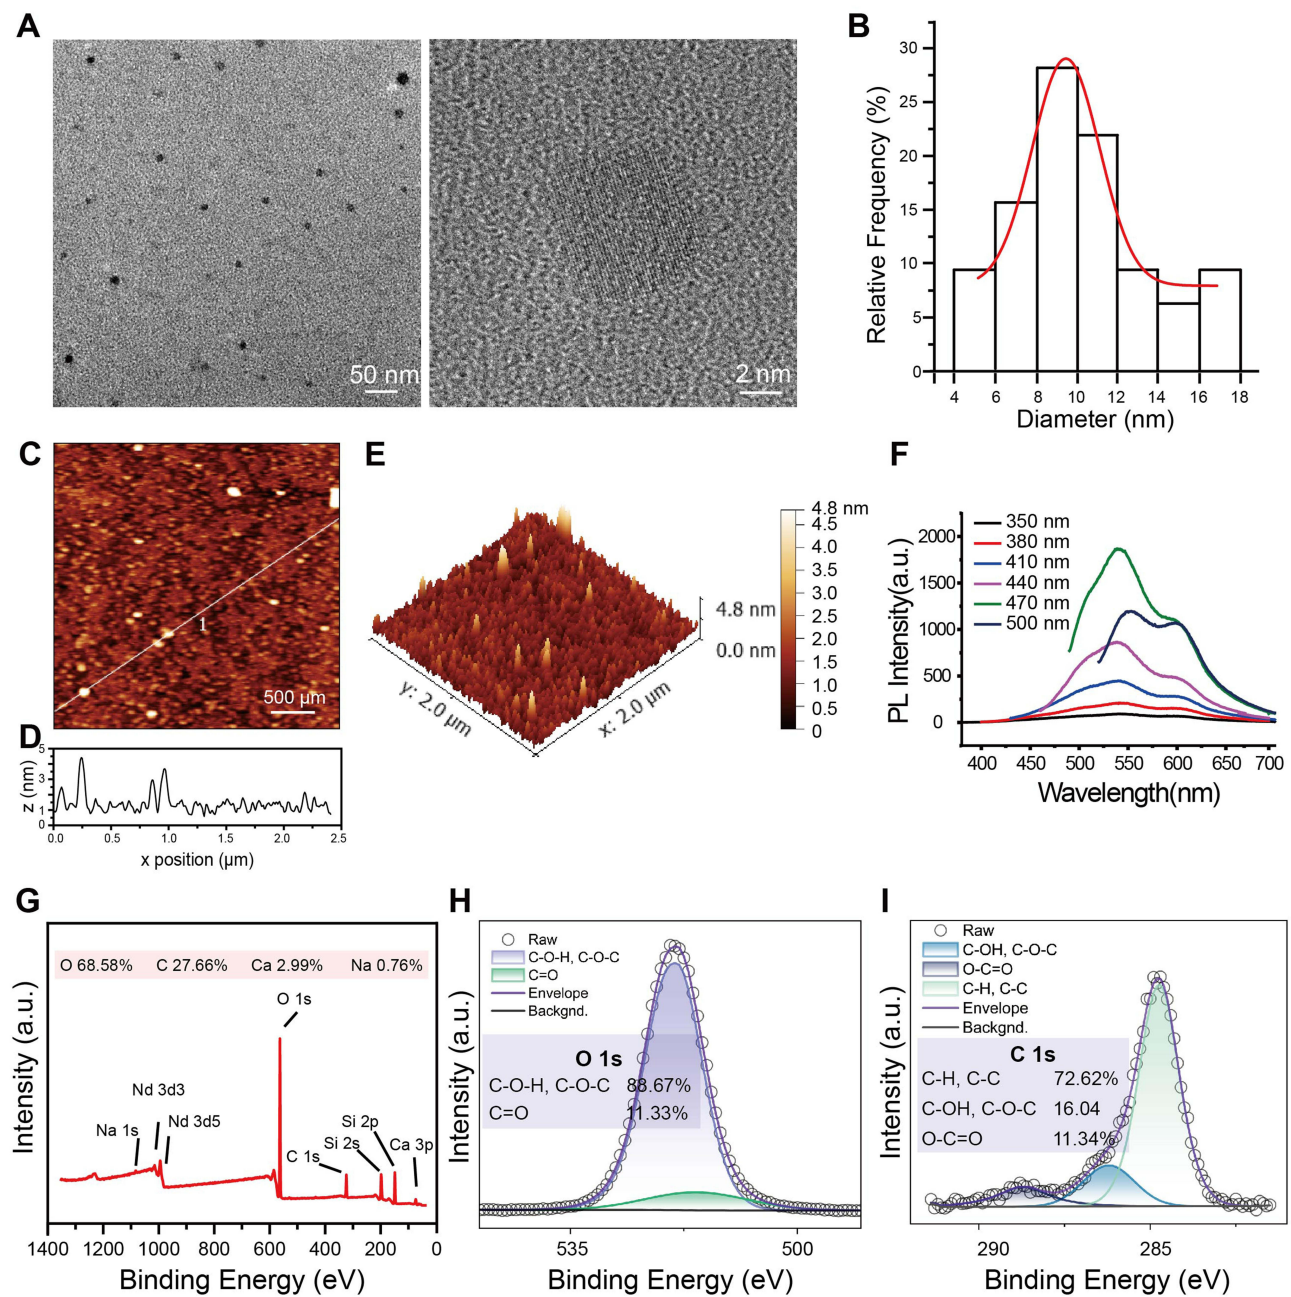 A
50 nm
2 nm
B
Relative Frequency (%)
30
25
20
15
10
5
0
4 6 8 10 12 14 16 18
Diameter (nm)
C
1
500 µm
D
z (nm)
5
3
1
0
0.0 0.5 1.0 1.5 2.0 2.5
x position (µm)
E
4.8 nm
0.0 nm
y: 2.0 µm
x: 2.0 µm
4.8 nm
4.5
4.0
3.5
3.0
2.5
2.0
1.5
1.0
0.5
0
F
PL Intensity(a.u.)
2000
1500
1000
500
0
350 nm
380 nm
410 nm
440 nm
470 nm
500 nm
400 450 500 550 600 650 700
Wavelength(nm)
G
Intensity (a.u.)
O 68.58% C 27.66% Ca 2.99% Na 0.76%
O 1s
Nd 3d3
Na 1s
Nd 3d5
C 1s
Si 2s
Si 2p
Ca 3p
1400 1200 1000 800 600 400 200 0
Binding Energy (eV)
H
Intensity (a.u.)
Raw
C-O-H, C-O-C
C=O
Envelope
Backgnd.
O 1s
C-O-H, C-O-C 88.67%
C=O 11.33%
535 500
Binding Energy (eV)
I
Intensity (a.u.)
Raw
C-OH, C-O-C
O-C=O
C-H, C-C
Envelope
Backgnd.
C 1s
C-H, C-C 72.62%
C-OH, C-O-C 16.04
O-C=O 11.34%
290 285
Binding Energy (eV)